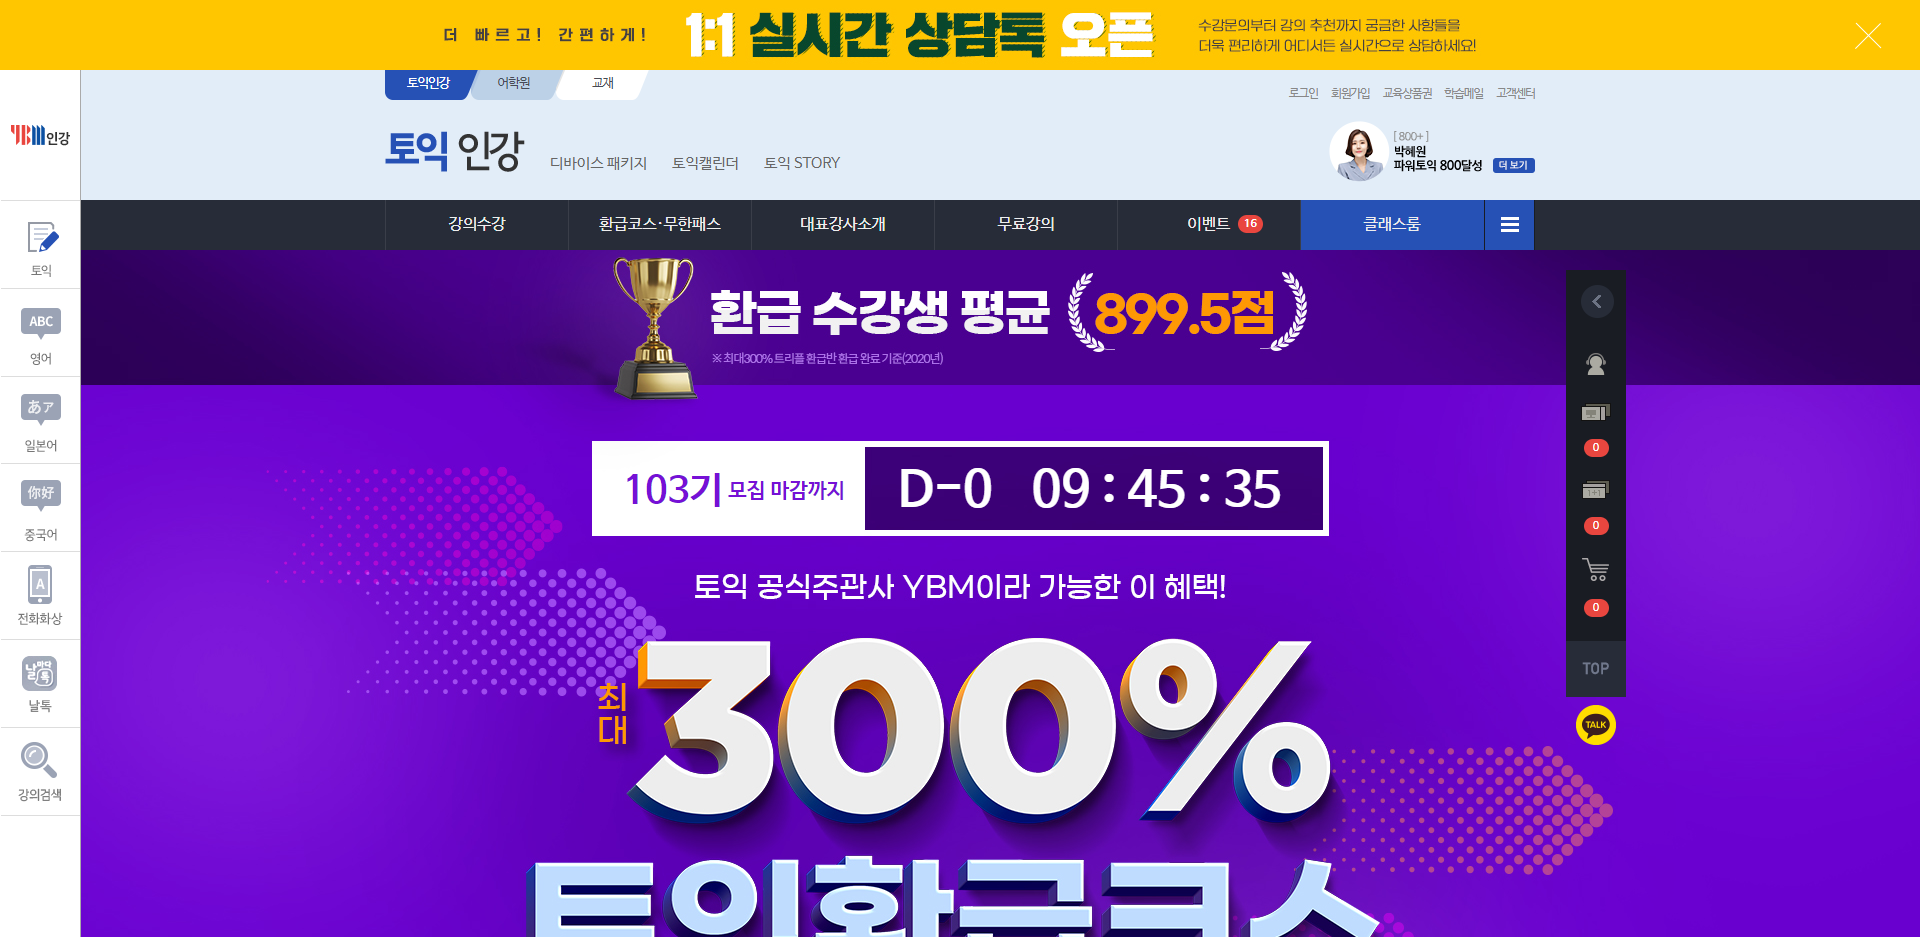 더 빠르고! 간편하게! 1:1 실시간 상담톡 오픈
수강문의부터 강의 추천까지 궁금한 사항들을
더욱 편리하게 어디서든 실시간으로 상담하세요!
토익인강 어학원 교재
로그인 회원가입 교육상품권 학습메일 고객센터
YBM인강
토익 인강 디바이스 패키지 토익캘린더 토익 STORY
[ 800+ ]
박혜원
파워토익 800달성 더 보기
강의수강 환급코스·무한패스 대표강사소개 무료강의 이벤트 16 클래스룸
토익
ABC
영어
あア
일본어
你好
중국어
A
전화화상
날마다톡
날톡
강의검색
환급 수강생 평균 899.5점
※ 최대300% 트리플 환급반 환급 완료 기준(2020년)
103기 모집 마감까지 D-0 09:45:35
토익 공식주관사 YBM이라 가능한 이 혜택!
최대 300%
토익환급코스
0
1+1
0
0
TOP
TALK